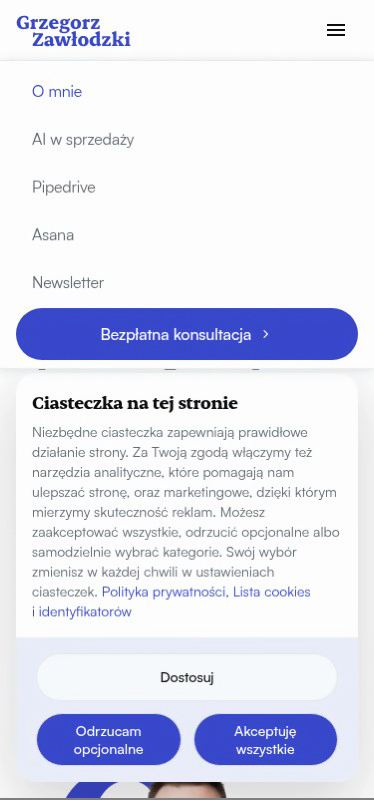 Grzegorz
Zawłodzki
O mnie
AI w sprzedaży
Pipedrive
Asana
Newsletter
Bezpłatna konsultacja
Ciasteczka na tej stronie
Niezbędne ciasteczka zapewniają prawidłowe
działanie strony. Za Twoją zgodą włączymy też
narzędzia analityczne, które pomagają nam
ulepszać stronę, oraz marketingowe, dzięki którym
mierzymy skuteczność reklam. Możesz
zaakceptować wszystkie, odrzucić opcjonalne albo
samodzielnie wybrać kategorie. Swój wybór
zmienisz w każdej chwili w ustawieniach
ciasteczek. Polityka prywatności, Lista cookies
i identyfikatorów
Dostosuj
Odrzucam
opcjonalne
Akceptuję
wszystkie